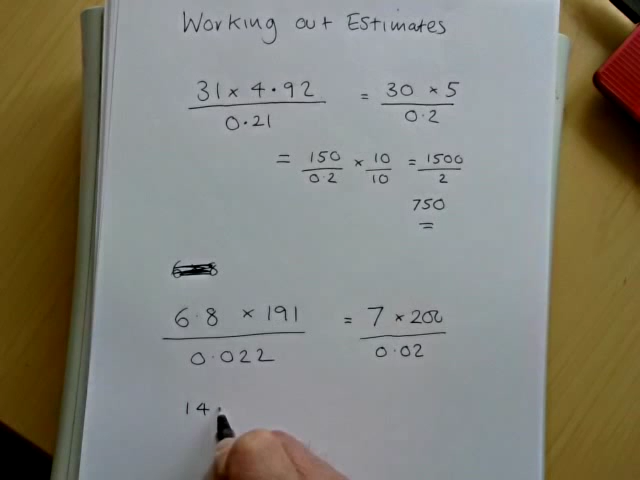 Working out Estimates
31 × 4·92 / 0·21 = 30 × 5 / 0·2
= 150 / 0·2 × 10 / 10 = 1500 / 2
750
=
6·8 × 191 / 0·022 = 7 × 200 / 0·02
14